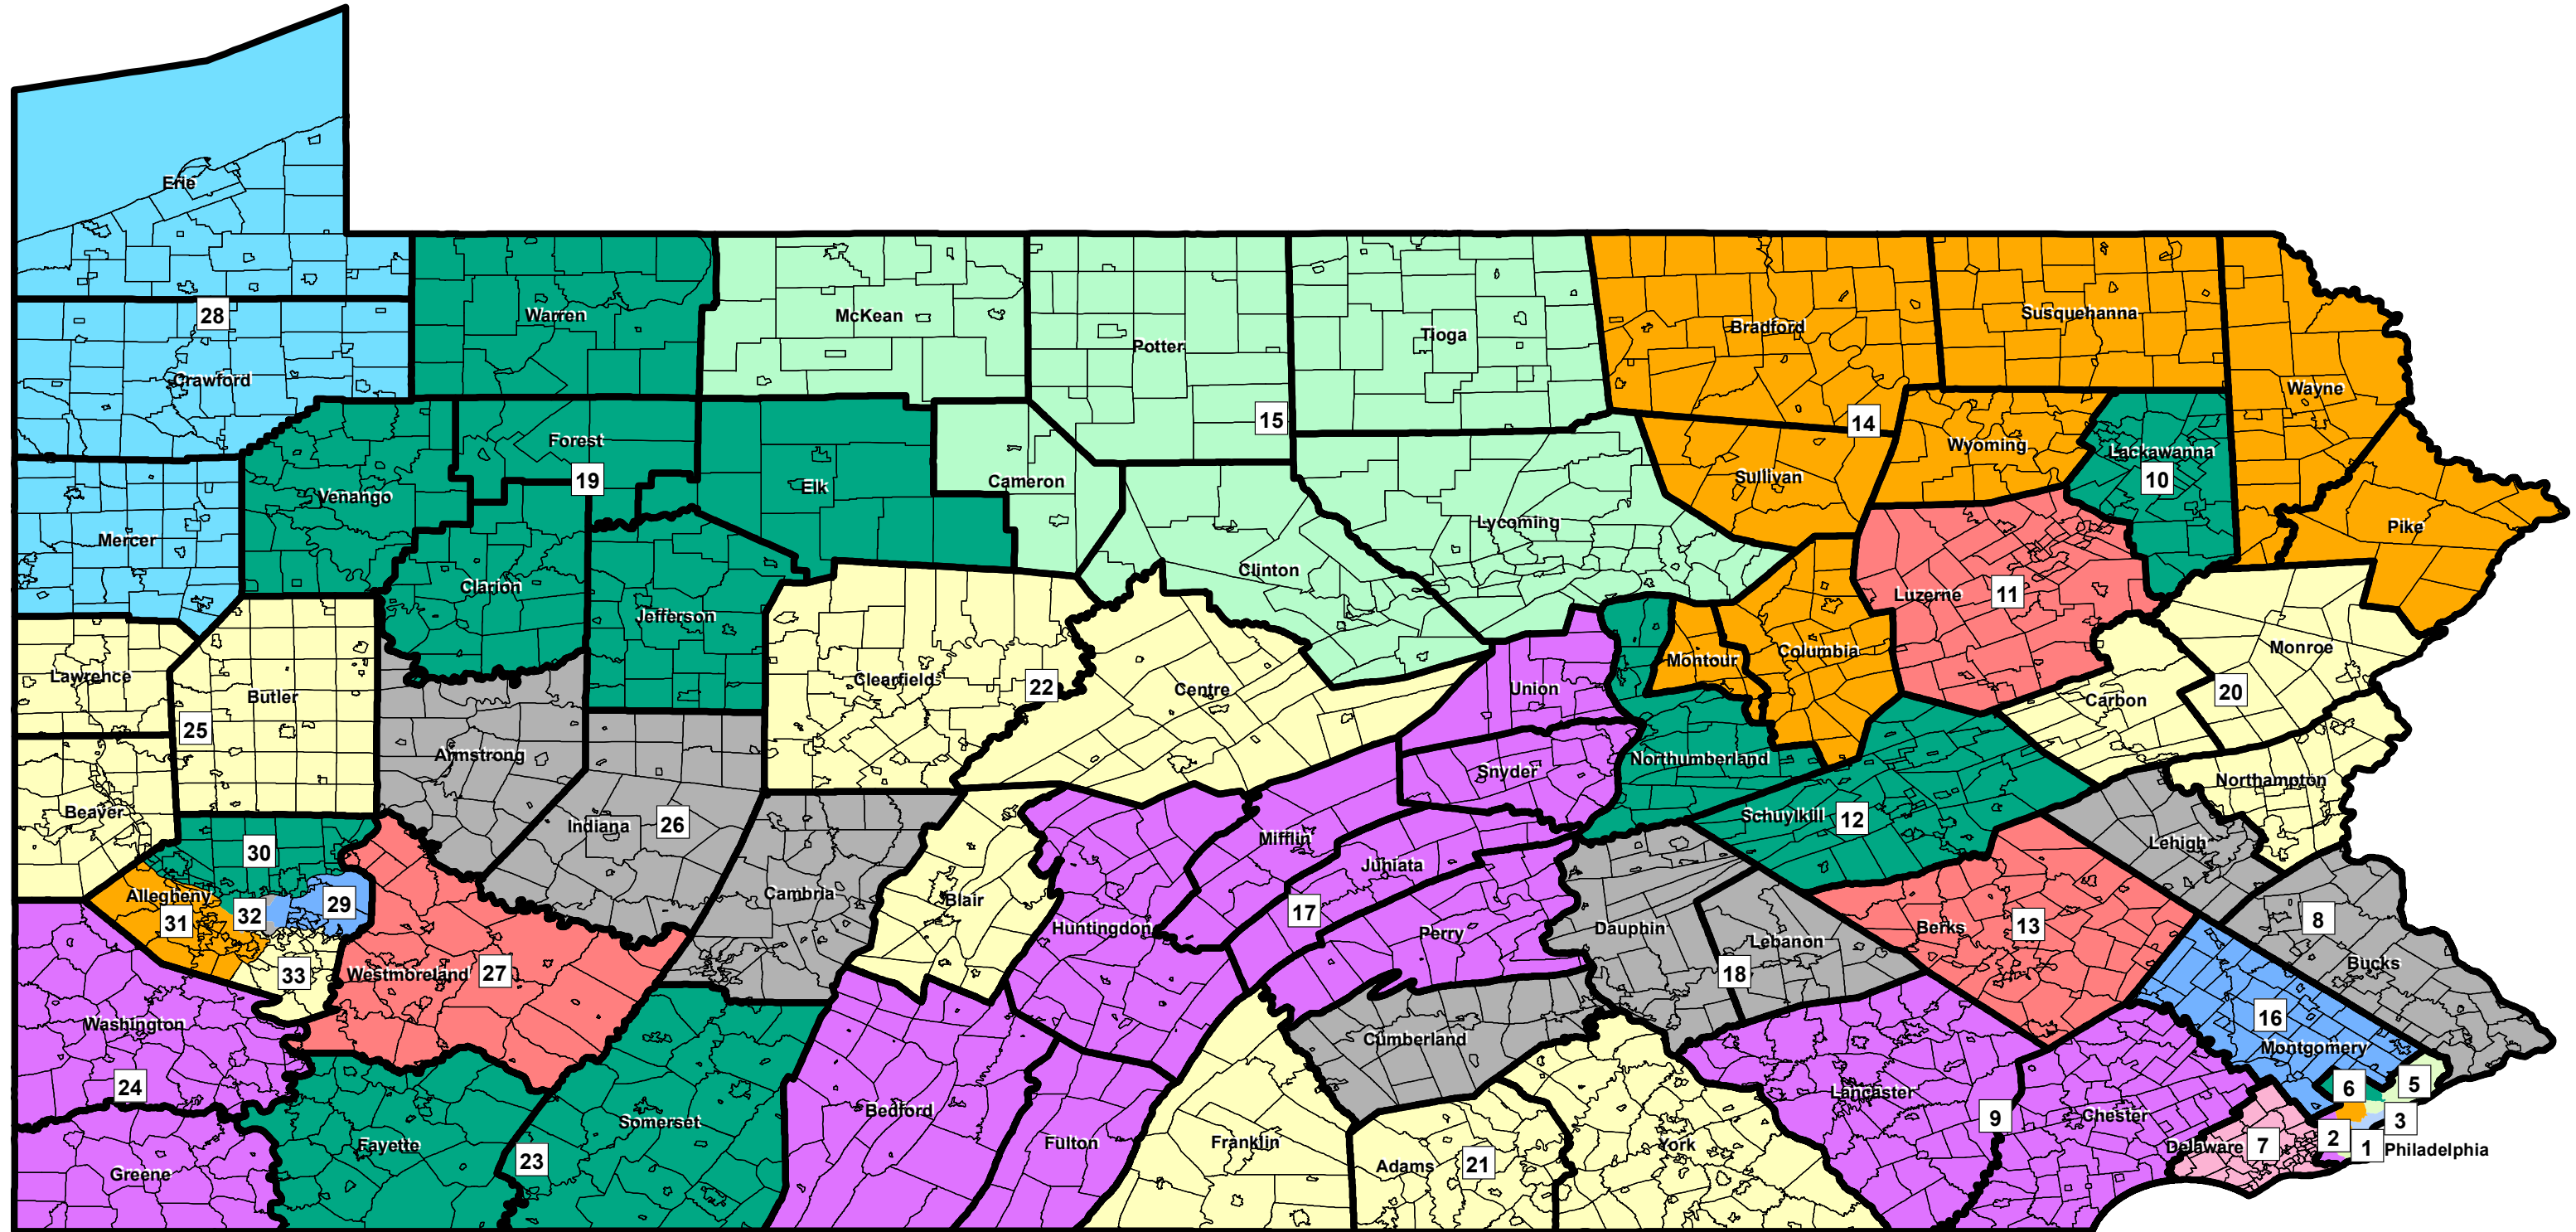 Erie
28
Crawford
Warren
McKean
Potter
Tioga
Bradford
Susquehanna
Wayne
15
14
Wyoming
Lackawanna
10
Forest
19
Venango
Elk
Cameron
Sullivan
Pike
Mercer
Lycoming
Clinton
Clarion
Jefferson
Luzerne
11
Monroe
Lawrence
Butler
25
Clearfield
22
Centre
Union
Montour
Columbia
Carbon
20
Armstrong
Snyder
Northumberland
Northampton
Beaver
30
Indiana
26
Mifflin
Juniata
Schuylkill
12
Lehigh
Allegheny
31
32
29
Cambria
Blair
Huntingdon
17
Perry
Dauphin
Lebanon
18
Berks
13
8
Bucks
33
Westmoreland
27
Washington
24
Cumberland
16
Montgomery
Greene
Fayette
23
Somerset
Bedford
Fulton
Franklin
Adams
21
York
Lancaster
9
Chester
Delaware
7
6
5
3
2
1
Philadelphia